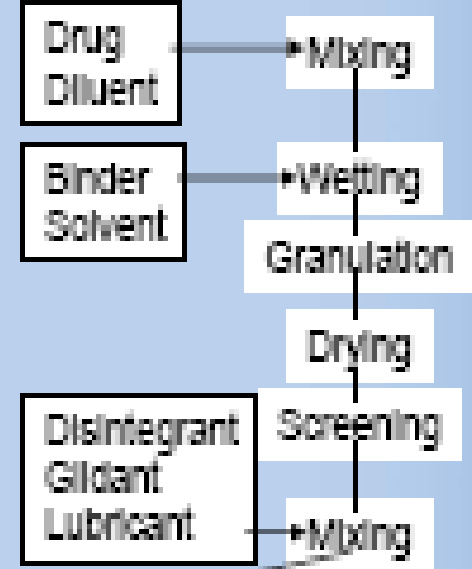 Drug
Diluent
Mixing
Binder
Solvent
Wetting
Granulation
Drying
Screening
Disintegrant
Glidant
Lubricant
Mixing